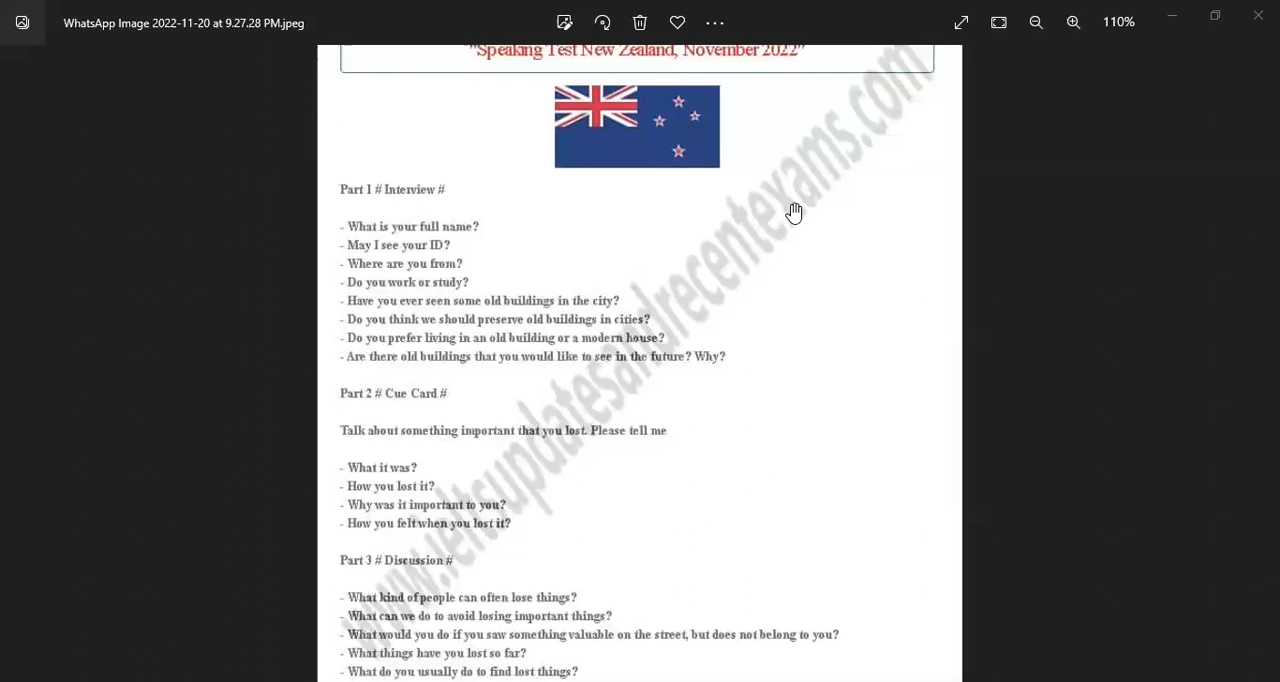 WhatsApp Image 2022-11-20 at 9.27.28 PM.jpeg
110%
"Speaking Test New Zealand, November 2022"
Part 1 # Interview #
- What is your full name?
- May I see your ID?
- Where are you from?
- Do you work or study?
- Have you ever seen some old buildings in the city?
- Do you think we should preserve old buildings in cities?
- Do you prefer living in an old building or a modern house?
- Are there old buildings that you would like to see in the future? Why?
Part 2 # Cue Card #
Talk about something important that you lost. Please tell me
- What it was?
- How you lost it?
- Why was it important to you?
- How you felt when you lost it?
Part 3 # Discussion #
- What kind of people can often lose things?
- What can we do to avoid losing important things?
- What would you do if you saw something valuable on the street, but does not belong to you?
- What things have you lost so far?
- What do you usually do to find lost things?
www.ieltsupdatesandrecentexams.com